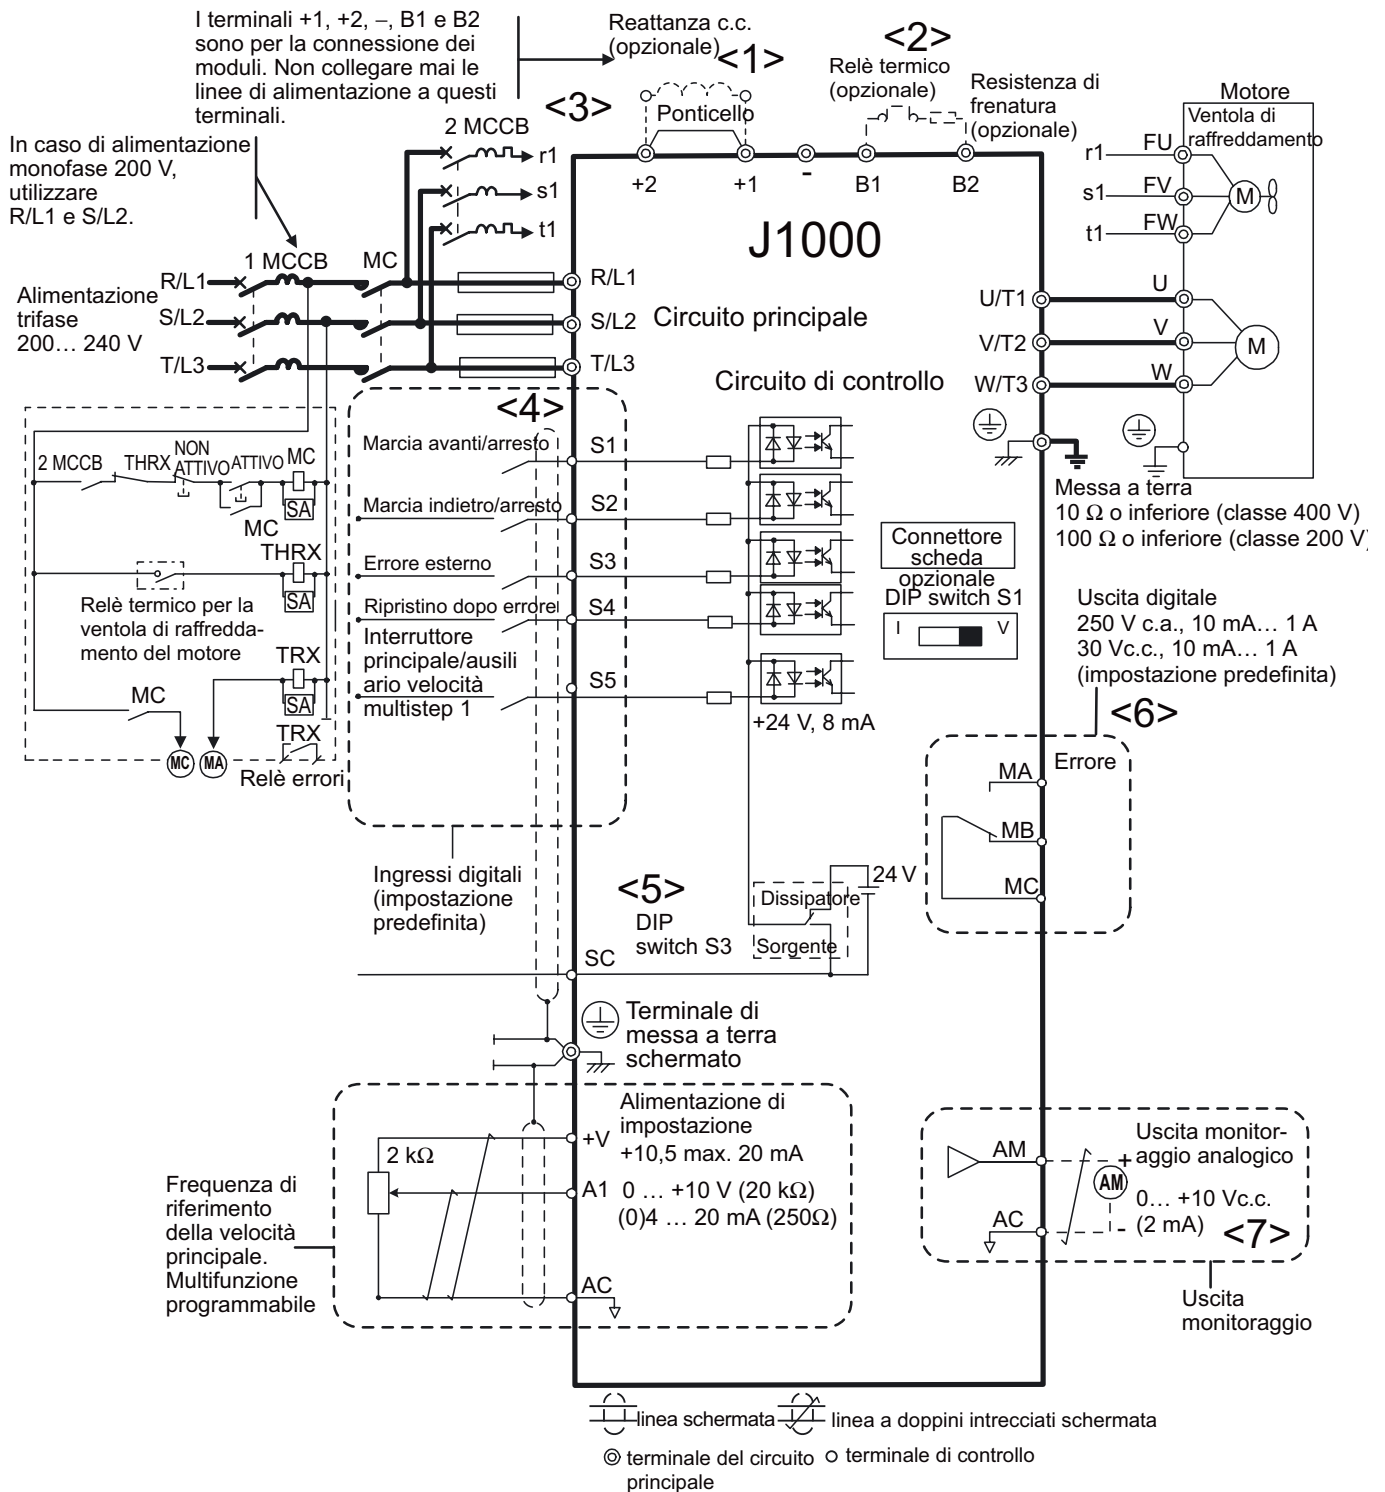 I terminali +1, +2, –, B1 e B2
sono per la connessione dei
moduli. Non collegare mai le
linee di alimentazione a questi
terminali.
Reattanza c.c.
(opzionale)
<1>
<2>
Relè termico
(opzionale)
Resistenza di
frenatura
(opzionale)
Ponticello
<3>
2 MCCB
r1
s1
t1
In caso di alimentazione
monofase 200 V,
utilizzare
R/L1 e S/L2.
+2
+1
-
B1
B2
Motore
Ventola di
raffreddamento
r1
FU
s1
FV
t1
FW
M
J1000
1 MCCB
MC
Alimentazione
trifase
200… 240 V
R/L1
S/L2
T/L3
R/L1
S/L2
T/L3
Circuito principale
Circuito di controllo
U/T1
V/T2
W/T3
U
V
W
M
Messa a terra
10 Ω o inferiore (classe 400 V)
100 Ω o inferiore (classe 200 V)
2 MCCB
THRX
NON
ATTIVO
ATTIVO
MC
SA
MC
THRX
SA
Relè termico per la
ventola di raffredda-
mento del motore
TRX
SA
MC
TRX
MC
MA
Relè errori
<4>
Marcia avanti/arresto
S1
Marcia indietro/arresto
S2
Errore esterno
S3
Ripristino dopo errore
S4
Interruttore
principale/ausili
ario velocità
multistep 1
S5
+24 V, 8 mA
Connettore
scheda
opzionale
DIP switch S1
I
V
Uscita digitale
250 V c.a., 10 mA… 1 A
30 Vc.c., 10 mA… 1 A
(impostazione predefinita)
<6>
MA
Errore
MB
MC
Ingressi digitali
(impostazione
predefinita)
<5>
DIP
switch S3
Dissipatore
Sorgente
24 V
SC
Terminale di
messa a terra
schermato
Frequenza di
riferimento
della velocità
principale.
Multifunzione
programmabile
2 kΩ
+V
Alimentazione di
impostazione
+10,5 max. 20 mA
A1
0 … +10 V (20 kΩ)
(0)4 … 20 mA (250Ω)
AC
AM
+
AM
Uscita monitor-
aggio analogico
0… +10 Vc.c.
(2 mA)
AC
-
<7>
Uscita
monitoraggio
linea schermata
linea a doppini intrecciati schermata
terminale del circuito
principale
terminale di controllo